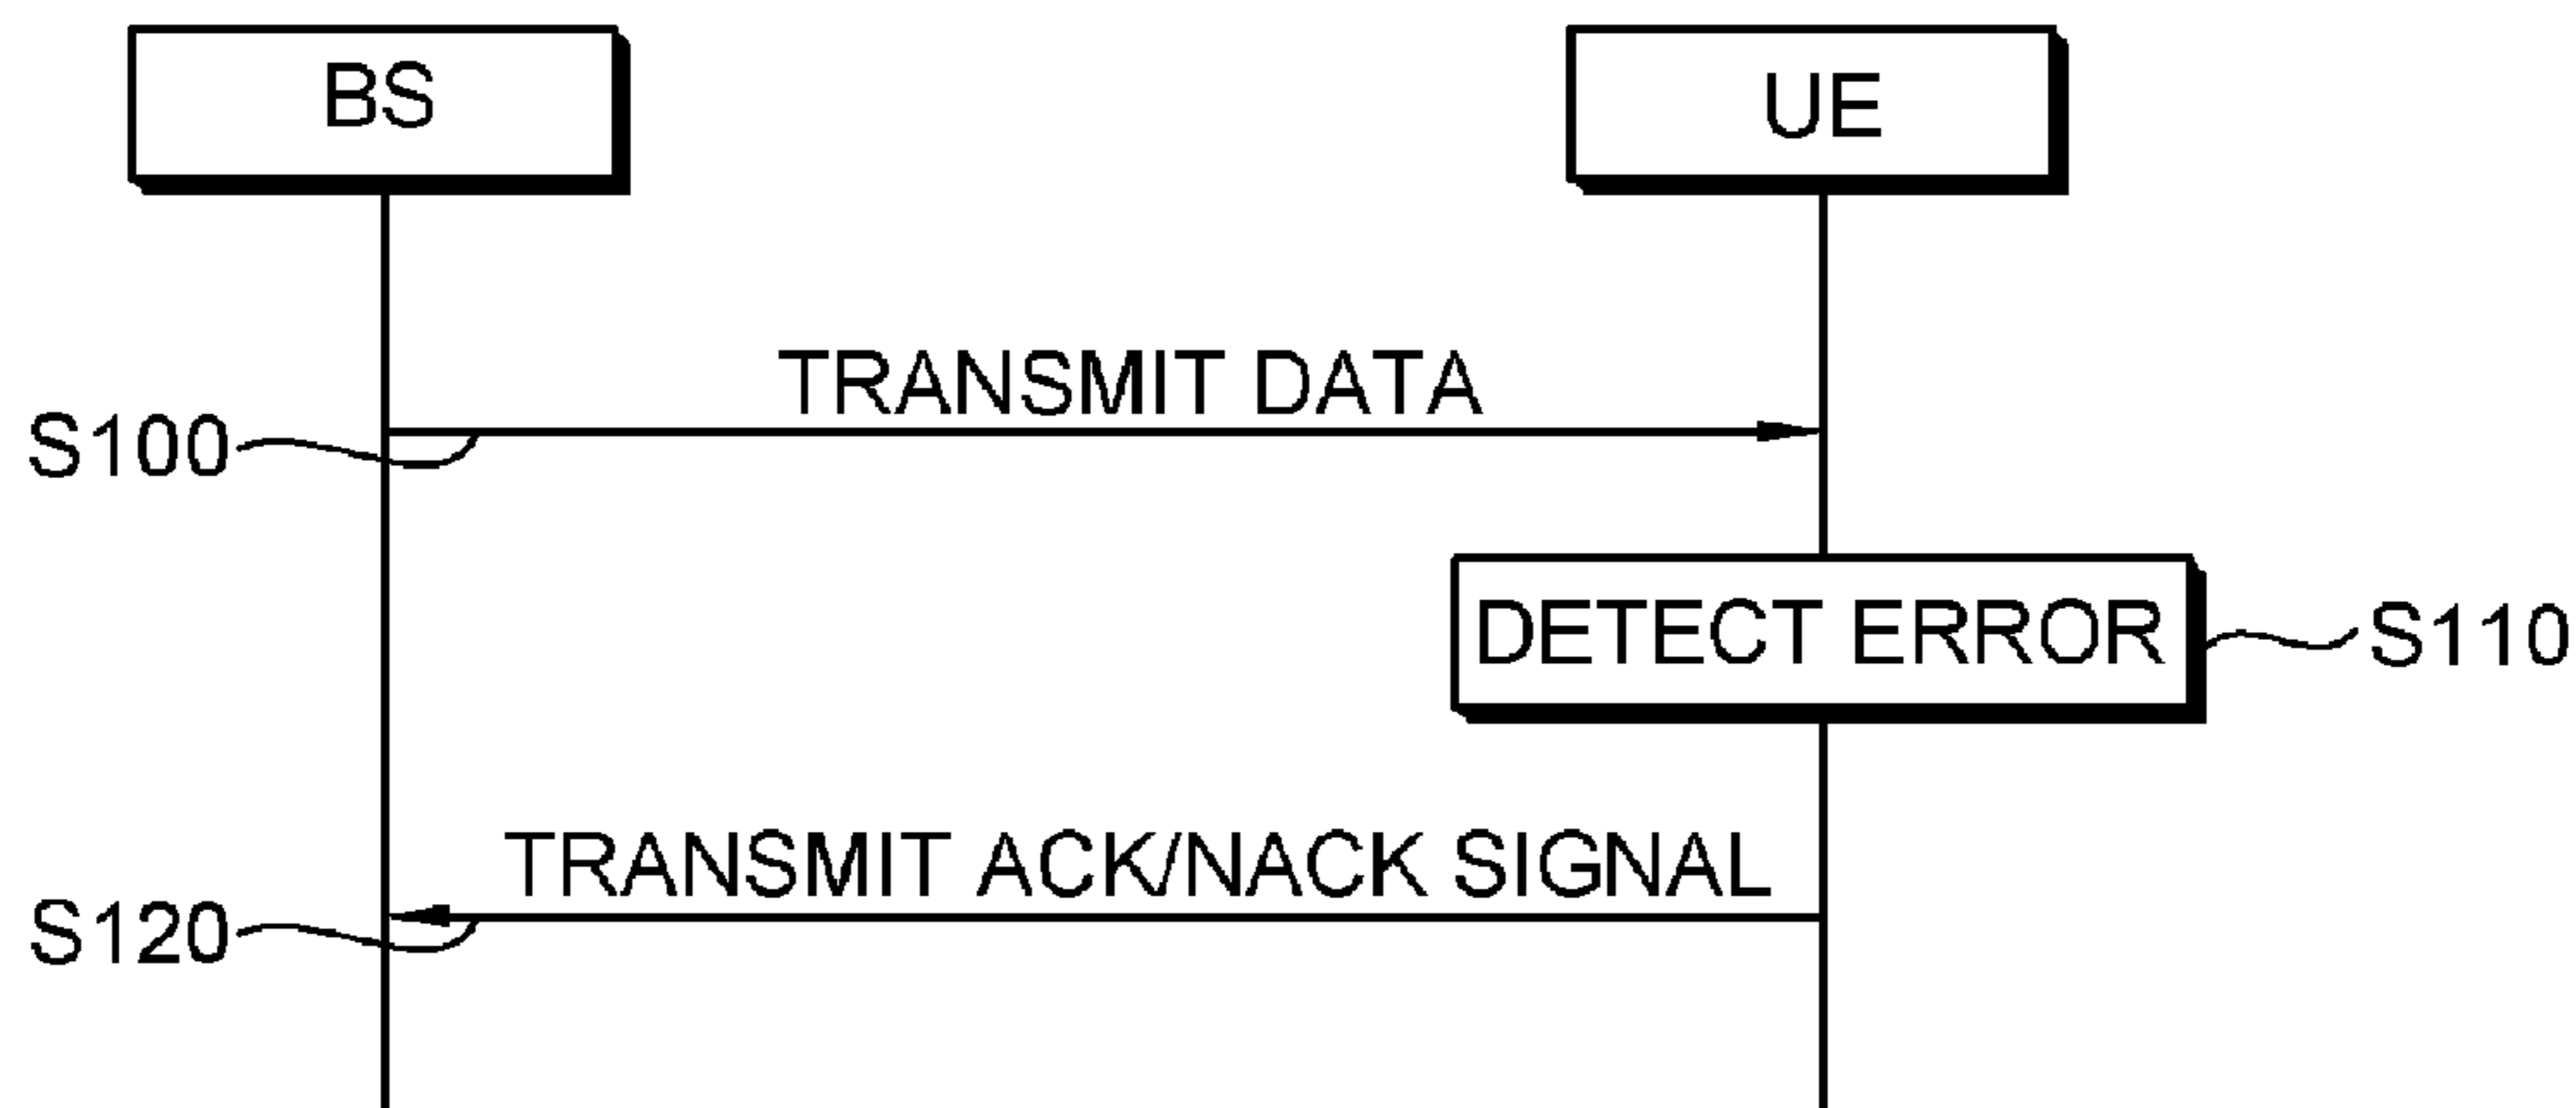 BS
UE
TRANSMIT DATA
S100
DETECT ERROR
S110
TRANSMIT ACK/NACK SIGNAL
S120